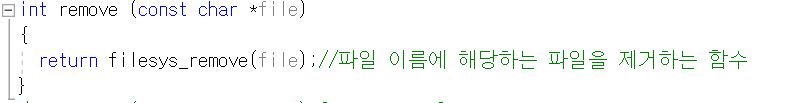 int remove (const char *file)
{
return filesys_remove(file);//파일 이름에 해당하는 파일을 제거하는 함수
}